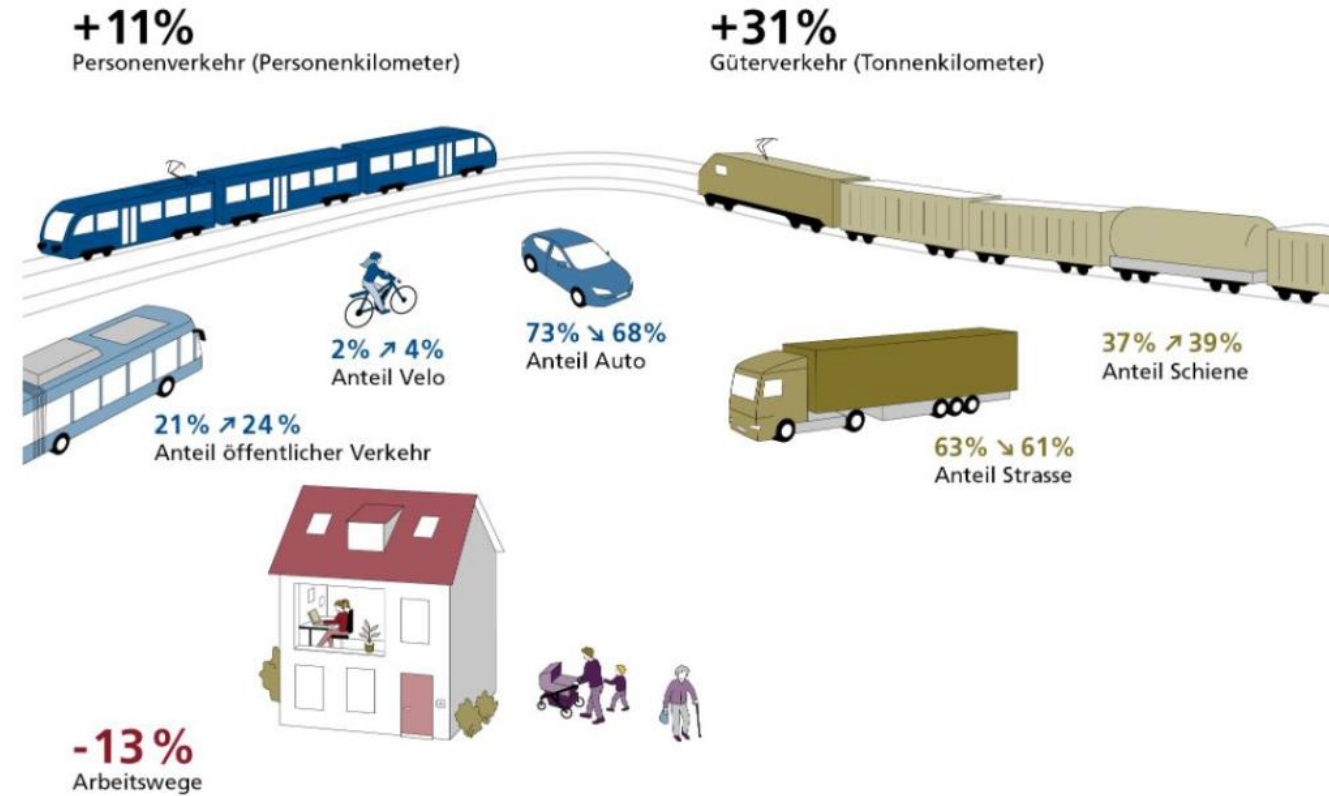 +11%
Personenverkehr (Personenkilometer)
+31%
Güterverkehr (Tonnenkilometer)
2% ↗ 4%
Anteil Velo
73% ↘ 68%
Anteil Auto
21% ↗ 24%
Anteil öffentlicher Verkehr
37% ↗ 39%
Anteil Schiene
63% ↘ 61%
Anteil Strasse
-13%
Arbeitswege